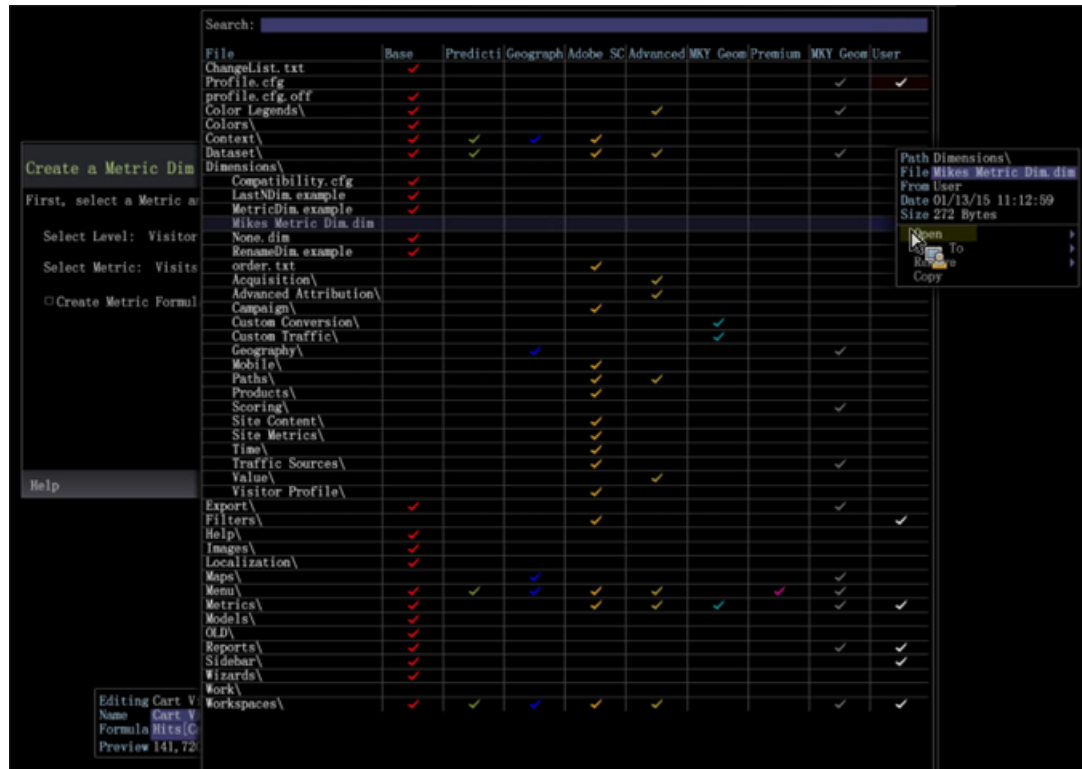 Search:
File Base Predicti Geograph Adobe SC Advanced MKY Geom Premium MKY Geom User
ChangeList.txt
Profile.cfg
profile.cfg.off
Color Legends\
Colors\
Context\
Dataset\
Dimensions\
Compatibility.cfg
LastNDim.example
MetricDim.example
Mikes Metric Dim.dim
None.dim
RenameDim.example
order.txt
Acquisition\
Advanced Attribution\
Campaign\
Custom Conversion\
Custom Traffic\
Geography\
Mobile\
Paths\
Products\
Scoring\
Site Content\
Site Metrics\
Time\
Traffic Sources\
Value\
Visitor Profile\
Export\
Filters\
Help\
Images\
Localization\
Maps\
Menu\
Metrics\
Models\
OLD\
Reports\
Sidebar\
Wizards\
Work\
Workspaces\
Create a Metric Dim
First, select a Metric a
Select Level: Visitor
Select Metric: Visits
Create Metric Formul
Help
Editing Cart V
Name Cart V
Formula Hits[C
Preview 141,720
Path Dimensions\
File Mikes Metric Dim.dim
From User
Date 01/13/15 11:12:59
Size 272 Bytes
Open
To
Copy